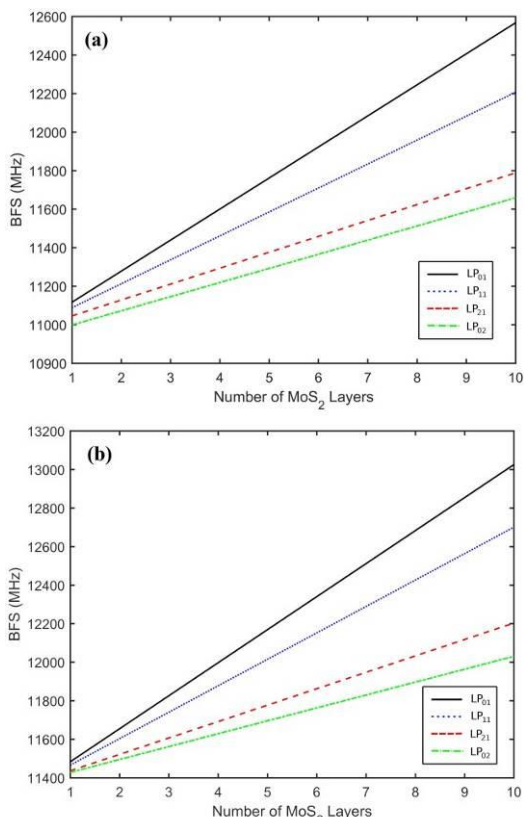 (a)
12600
12400
12200
12000
11800
11600
11400
11200
11000
10900
BFS (MHz)
LP01
LP11
LP21
LP02
1 2 3 4 5 6 7 8 9 10
Number of MoS2 Layers
(b)
13200
13000
12800
12600
12400
12200
12000
11800
11600
11400
BFS (MHz)
LP01
LP11
LP21
LP02
1 2 3 4 5 6 7 8 9 10
Number of MoS2 Layers